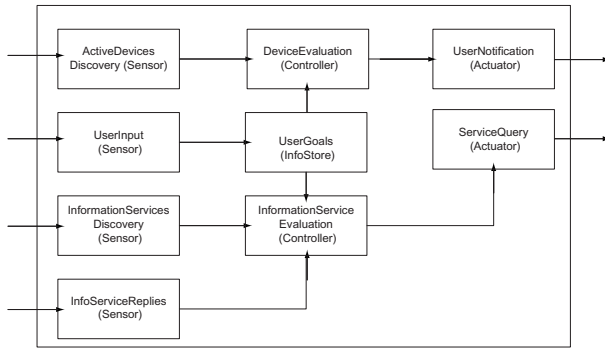 ActiveDevices
Discovery (Sensor)
DeviceEvaluation
(Controller)
UserNotification
(Actuator)
UserInput
(Sensor)
UserGoals
(InfoStore)
ServiceQuery
(Actuator)
InformationServices
Discovery
(Sensor)
InformationService
Evaluation
(Controller)
InfoServiceReplies
(Sensor)